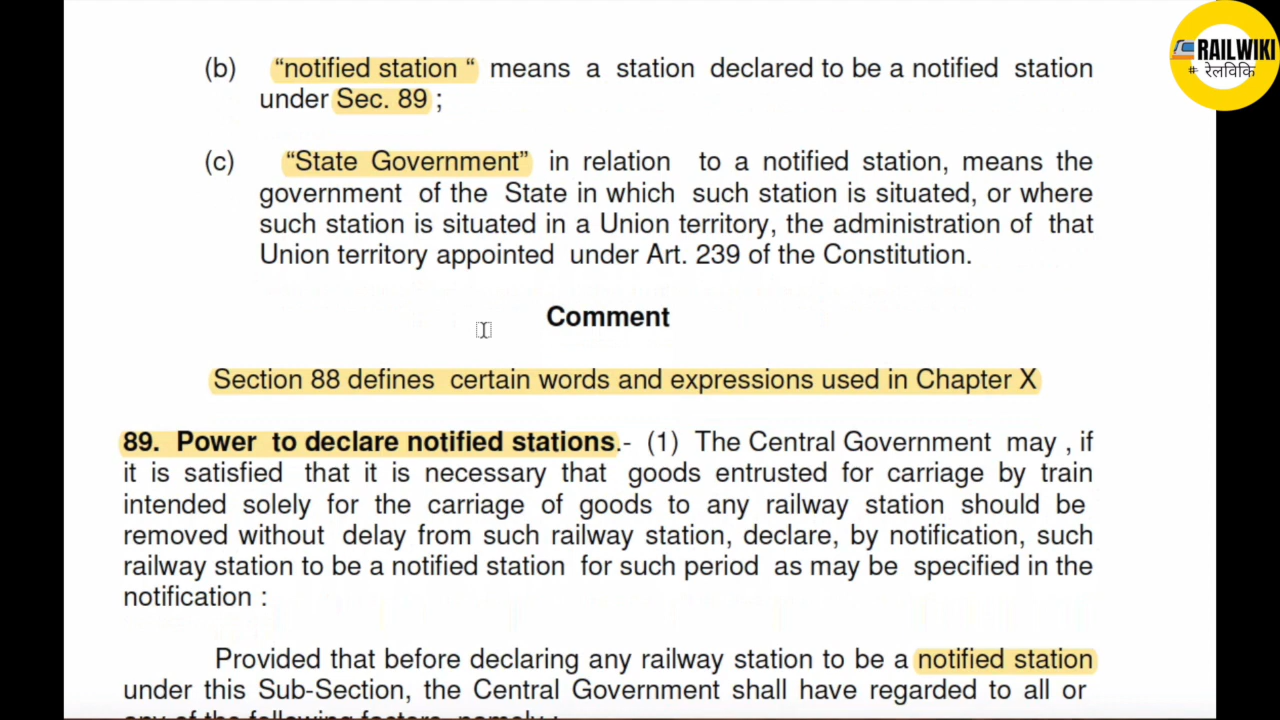 RAILWIKI
रेलविकि
(b) “notified station “ means a station declared to be a notified station
under Sec. 89 ;
(c) “State Government” in relation to a notified station, means the
government of the State in which such station is situated, or where
such station is situated in a Union territory, the administration of that
Union territory appointed under Art. 239 of the Constitution.
Comment
Section 88 defines certain words and expressions used in Chapter X
89. Power to declare notified stations.- (1) The Central Government may , if
it is satisfied that it is necessary that goods entrusted for carriage by train
intended solely for the carriage of goods to any railway station should be
removed without delay from such railway station, declare, by notification, such
railway station to be a notified station for such period as may be specified in the
notification :
Provided that before declaring any railway station to be a notified station
under this Sub-Section, the Central Government shall have regarded to all or
any of the following factors, namely :